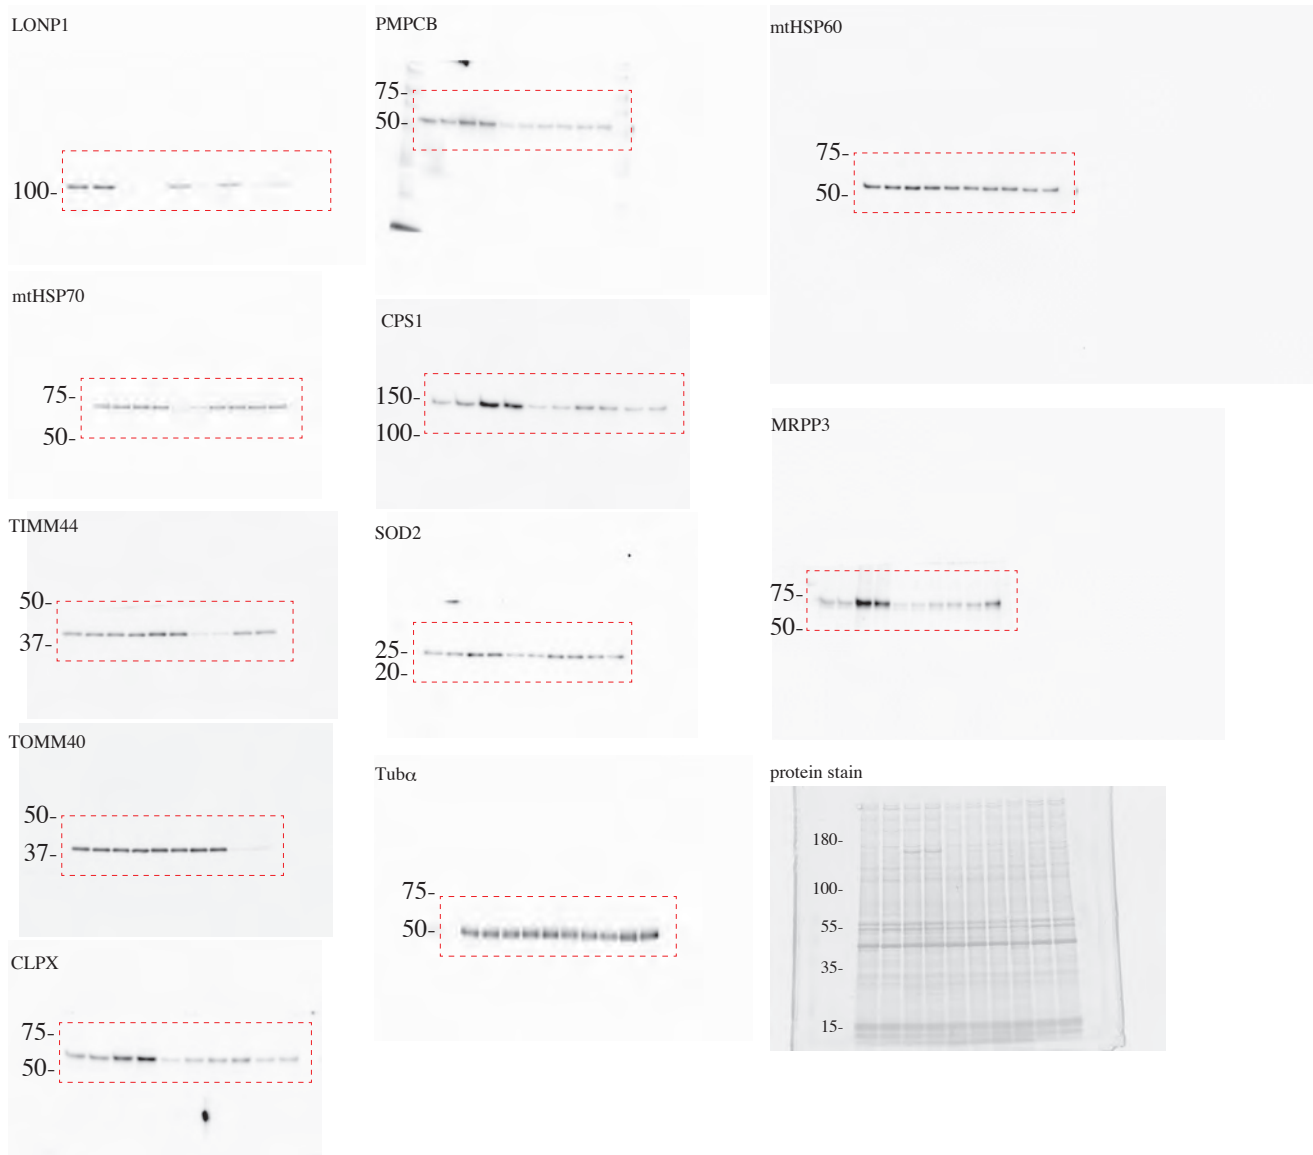 LONP1
100-
mtHSP70
75-
50-
TIMM44
50-
37-
TOMM40
50-
37-
CLPX
75-
50-
PMPCB
75-
50-
CPS1
150-
100-
SOD2
25-
20-
Tubα
75-
50-
mtHSP60
75-
50-
MRPP3
75-
50-
protein stain
180-
100-
55-
35-
15-